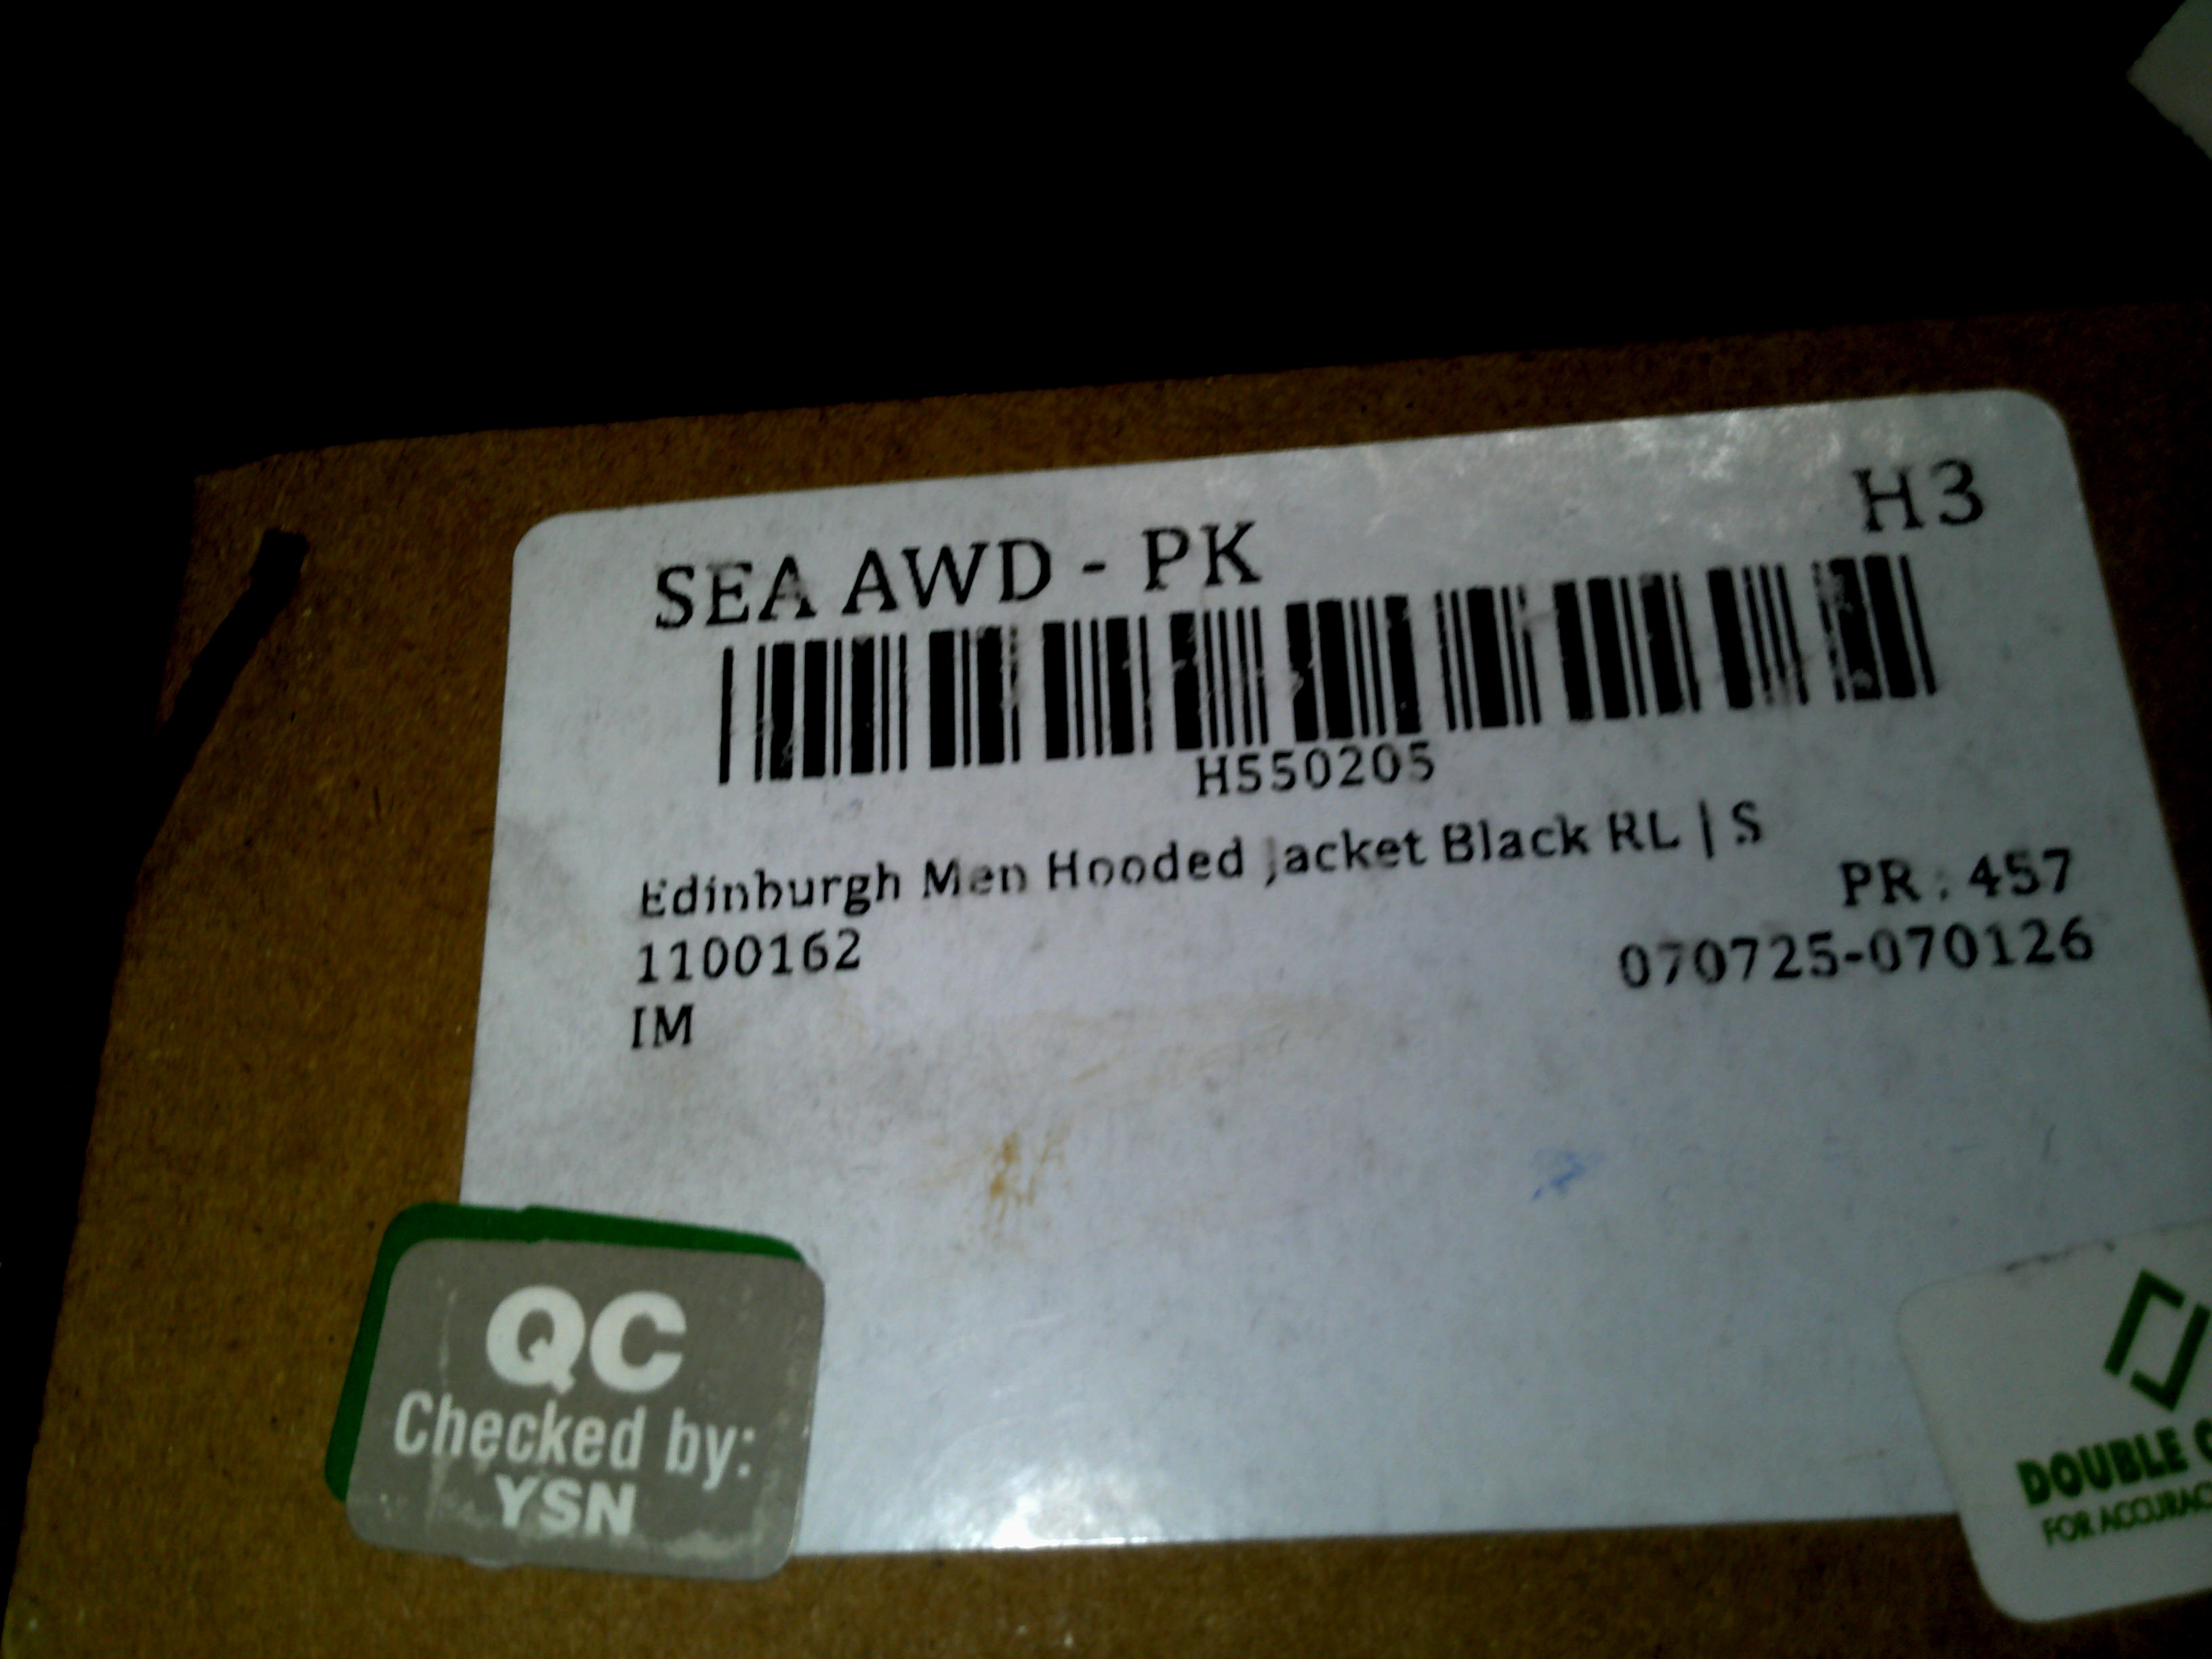 SEA AWD - PK
H3
H550205
Edinburgh Men Hooded Jacket Black RL | S
PR : 457
1100162
070725-070126
IM
QC
Checked by:
YSN
DOUBLE
FOR